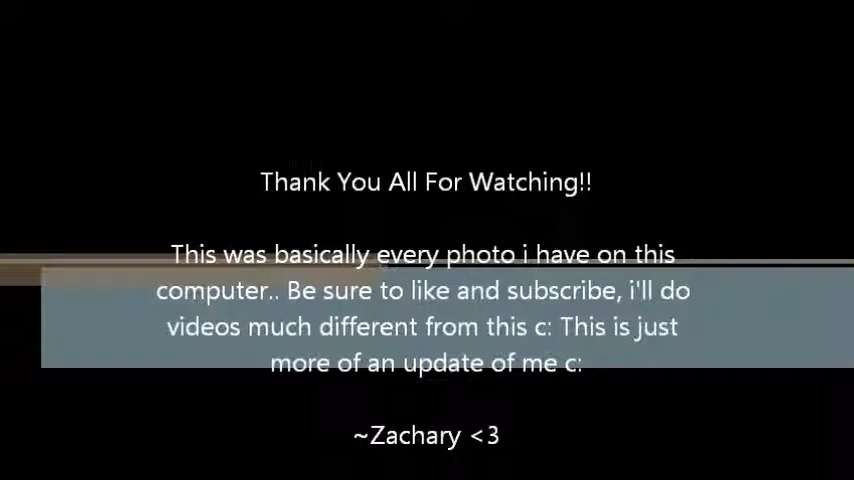 Thank You All For Watching!!
This was basically every photo i have on this
computer.. Be sure to like and subscribe, i'll do
videos much different from this c: This is just
more of an update of me c:
~Zachary <3